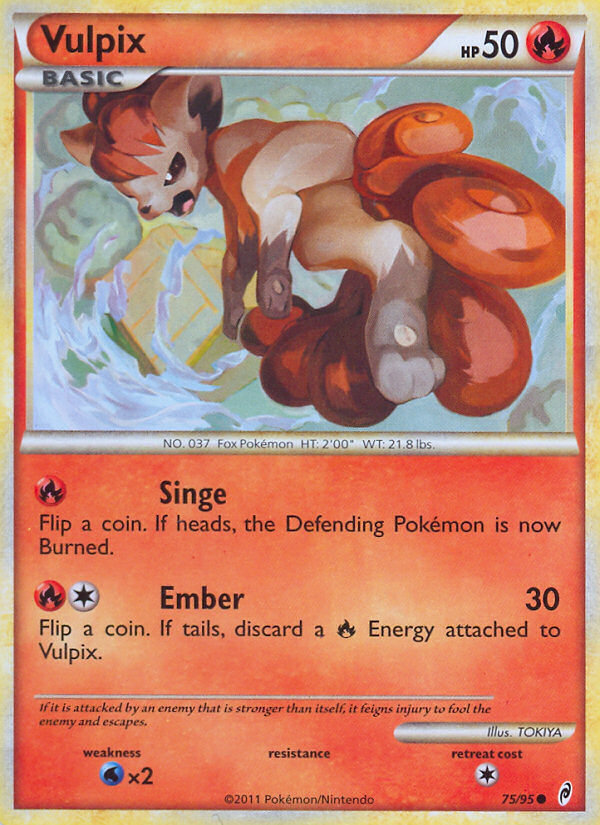 Vulpix
HP 50
BASIC
NO. 037 Fox Pokémon HT: 2'00" WT: 21.8 lbs.
Singe
Flip a coin. If heads, the Defending Pokémon is now
Burned.
Ember 30
Flip a coin. If tails, discard a Energy attached to
Vulpix.
If it is attacked by an enemy that is stronger than itself, it feigns injury to fool the
enemy and escapes.
Illus. TOKIYA
weakness resistance retreat cost
×2
©2011 Pokémon/Nintendo 75/95